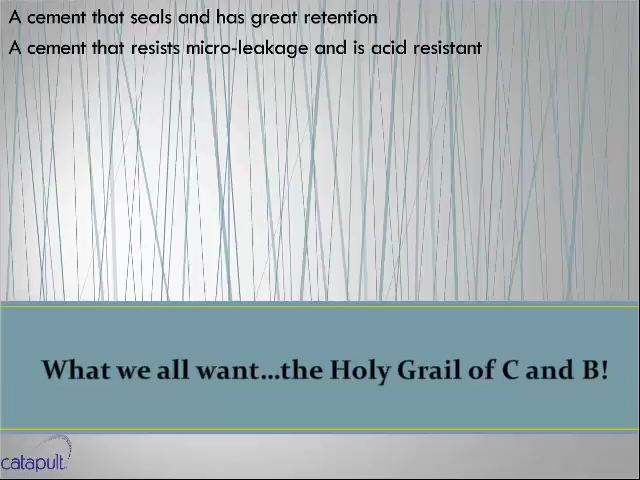 A cement that seals and has great retention
A cement that resists micro-leakage and is acid resistant
What we all want...the Holy Grail of C and B!
catapult